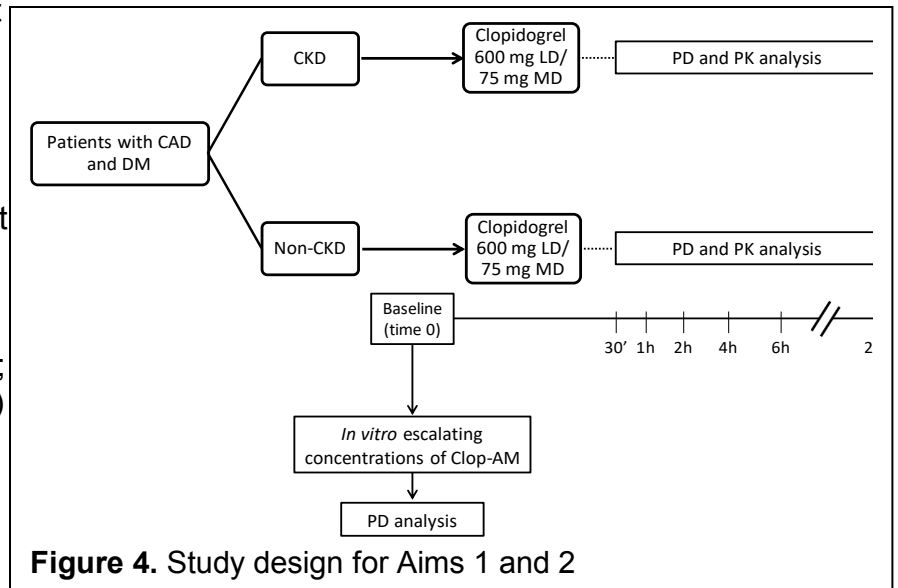 CKD
Clopidogrel
600 mg LD/
75 mg MD
PD and PK analysis
Patients with CAD
and DM
Non-CKD
Clopidogrel
600 mg LD/
75 mg MD
PD and PK analysis
Baseline
(time 0)
30' 1h 2h 4h 6h 2
In vitro escalating
concentrations of Clop-AM
PD analysis
Figure 4. Study design for Aims 1 and 2
t
;
)